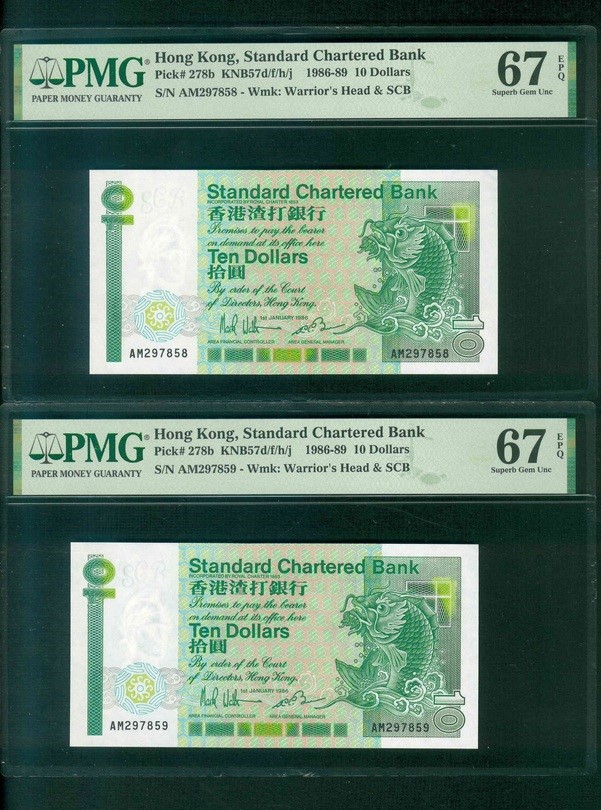 PMG®
PAPER MONEY GUARANTY
Hong Kong, Standard Chartered Bank
Pick# 278b KNB57d/f/h/j 1986-89 10 Dollars
S/N AM297858 - Wmk: Warrior's Head & SCB
67 EPQ
Superb Gem Unc
10
Standard Chartered Bank
INCORPORATED BY ROYAL CHARTER 1853
香港渣打銀行
Promises to pay the bearer
on demand at its office here
Ten Dollars
拾圓
By order of the Court
of Directors, Hong Kong.
1st JANUARY 1986
AREA FINANCIAL CONTROLLER AREA GENERAL MANAGER
AM297858
AM297858
10
PMG®
PAPER MONEY GUARANTY
Hong Kong, Standard Chartered Bank
Pick# 278b KNB57d/f/h/j 1986-89 10 Dollars
S/N AM297859 - Wmk: Warrior's Head & SCB
67 EPQ
Superb Gem Unc
10
Standard Chartered Bank
INCORPORATED BY ROYAL CHARTER 1853
香港渣打銀行
Promises to pay the bearer
on demand at its office here
Ten Dollars
拾圓
By order of the Court
of Directors, Hong Kong.
1st JANUARY 1986
AREA FINANCIAL CONTROLLER AREA GENERAL MANAGER
AM297859
AM297859
10